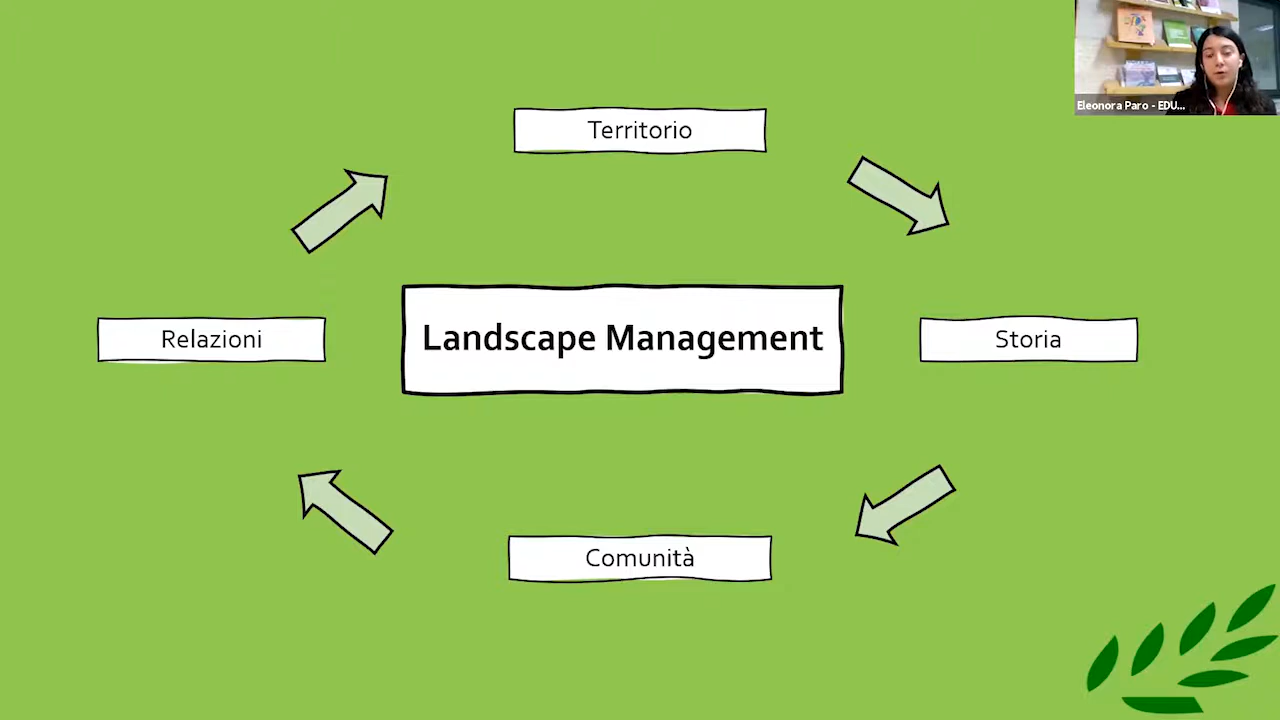 Eleonora Paro - EDU...
Territorio
Relazioni
Landscape Management
Storia
Comunità